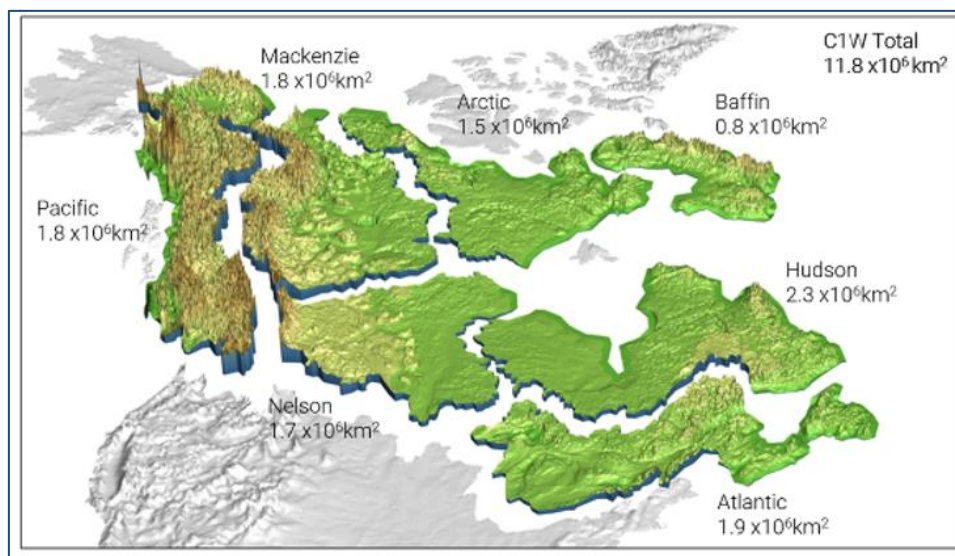 Mackenzie
1.8 x10⁶km²
C1W Total
11.8 x10⁶km²
Arctic
1.5 x10⁶km²
Baffin
0.8 x10⁶km²
Pacific
1.8 x10⁶km²
Hudson
2.3 x10⁶km²
Nelson
1.7 x10⁶km²
Atlantic
1.9 x10⁶km²